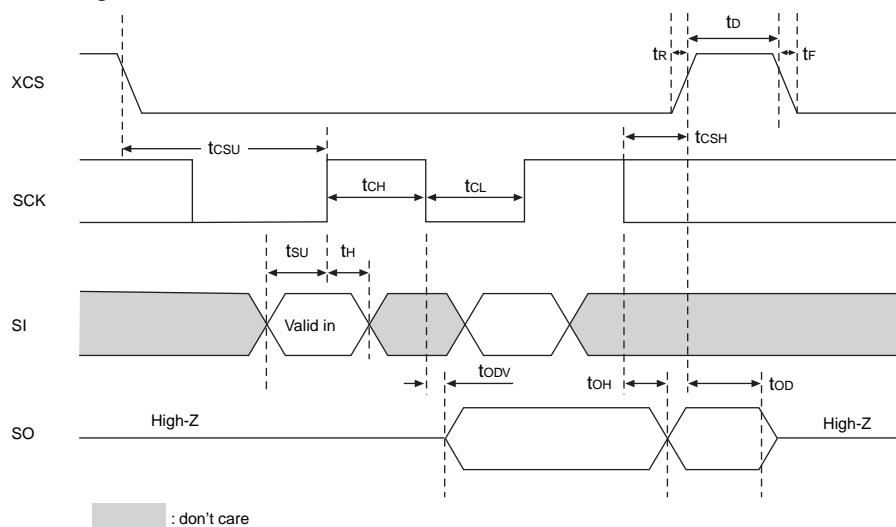 tD
tR
tF
XCS
tCSU
tCSH
tCH
tCL
SCK
tSU
tH
SI
Valid in
tODV
tOH
tOD
High-Z
High-Z
SO
: don't care